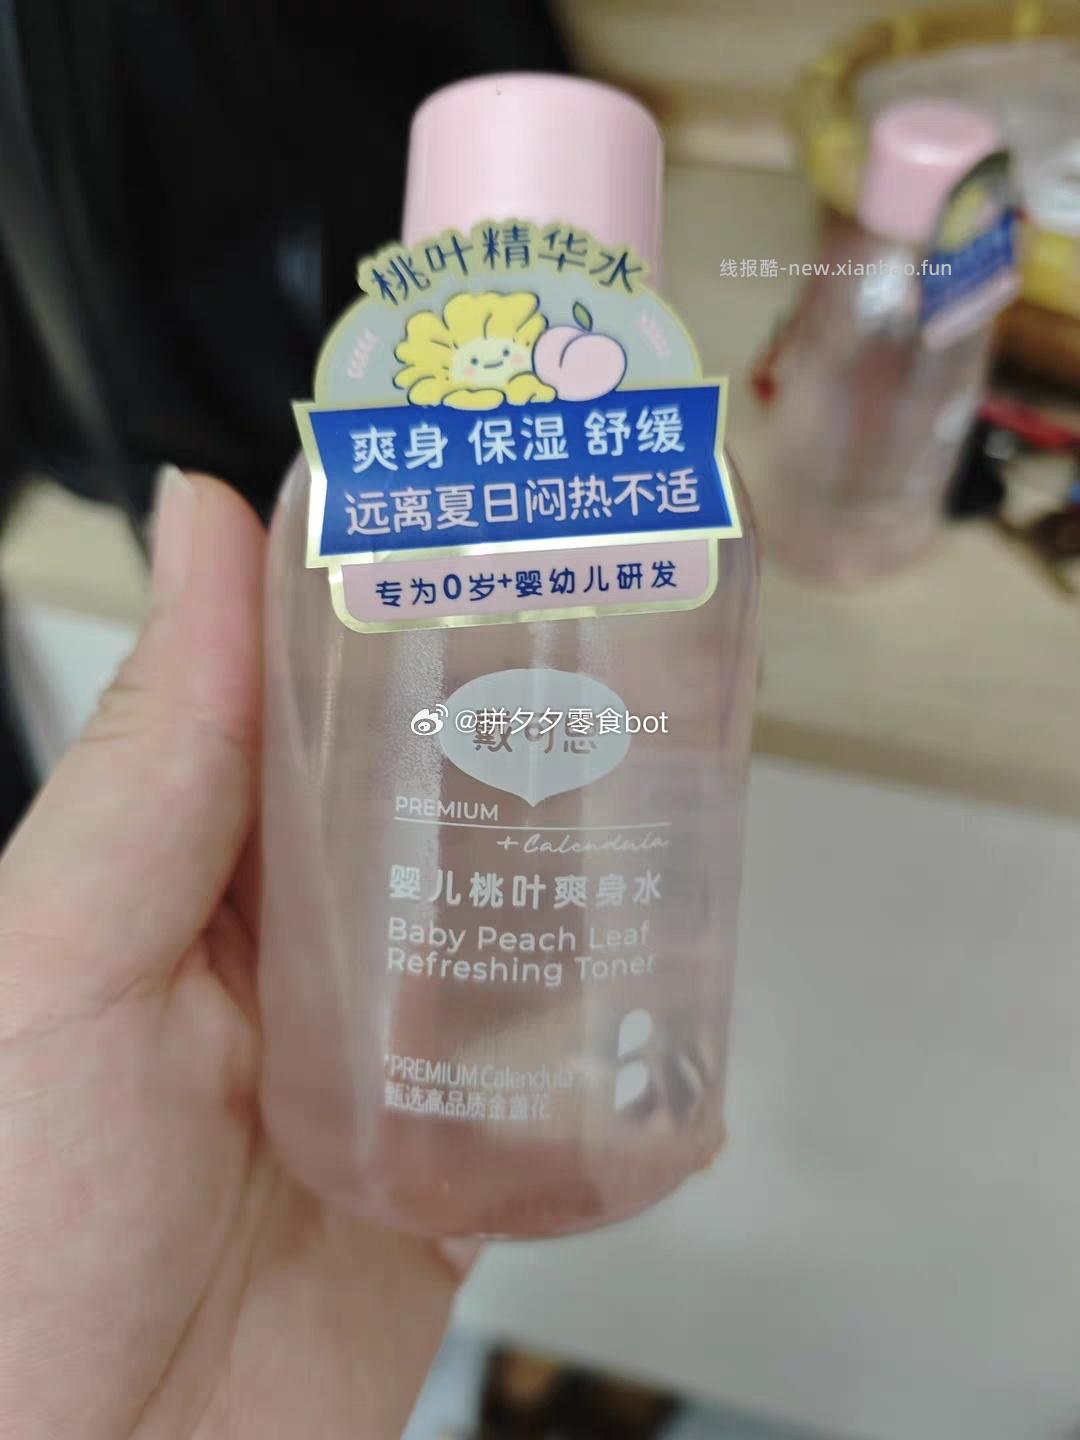 桃叶精华水
线报酷-new.xianbao.fun
爽身 保湿 舒缓
远离夏日闷热不适
专为0岁+婴幼儿研发
@拼夕夕零食bot
戴可思
PREMIUM
+Calendula
婴儿桃叶爽身水
Baby Peach Leaf
Refreshing Toner
*PREMIUM Calendula
甄选高品质金盏花